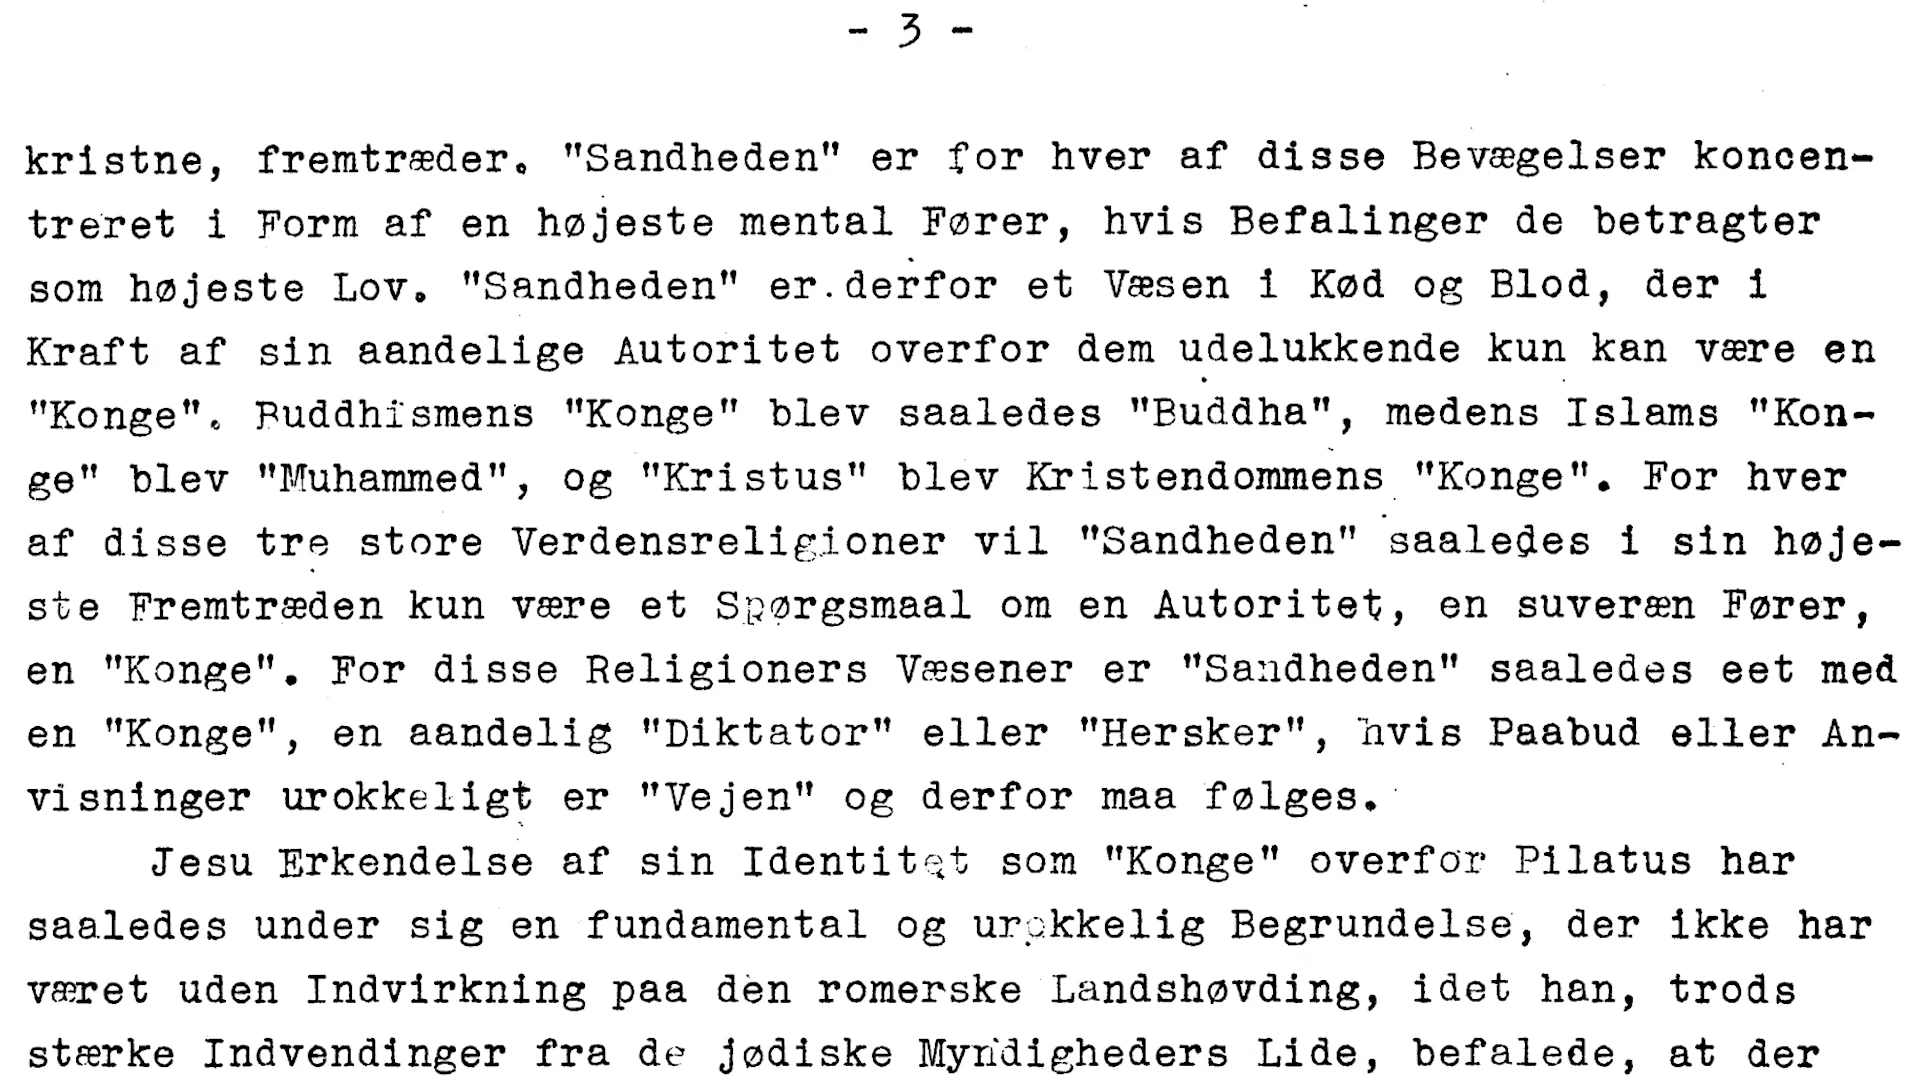 - 3 -
kristne, fremtræder. "Sandheden" er for hver af disse Bevægelser koncen-
treret i Form af en højeste mental Fører, hvis Befalinger de betragter
som højeste Lov. "Sandheden" er derfor et Væsen i Kød og Blod, der i
Kraft af sin aandelige Autoritet overfor dem udelukkende kun kan være en
"Konge". Buddhismens "Konge" blev saaledes "Buddha", medens Islams "Kon-
ge" blev "Muhammed", og "Kristus" blev Kristendommens "Konge". For hver
af disse tre store Verdensreligioner vil "Sandheden" saaledes i sin høje-
ste Fremtræden kun være et Spørgsmaal om en Autoritet, en suveræn Fører,
en "Konge". For disse Religioners Væsener er "Sandheden" saaledes eet med
en "Konge", en aandelig "Diktator" eller "Hersker", hvis Paabud eller An-
visninger urokkeligt er "Vejen" og derfor maa følges.
Jesu Erkendelse af sin Identitet som "Konge" overfor Pilatus har
saaledes under sig en fundamental og urokkelig Begrundelse, der ikke har
været uden Indvirkning paa den romerske Landshøvding, idet han, trods
stærke Indvendinger fra de jødiske Myndigheders Lide, befalede, at der